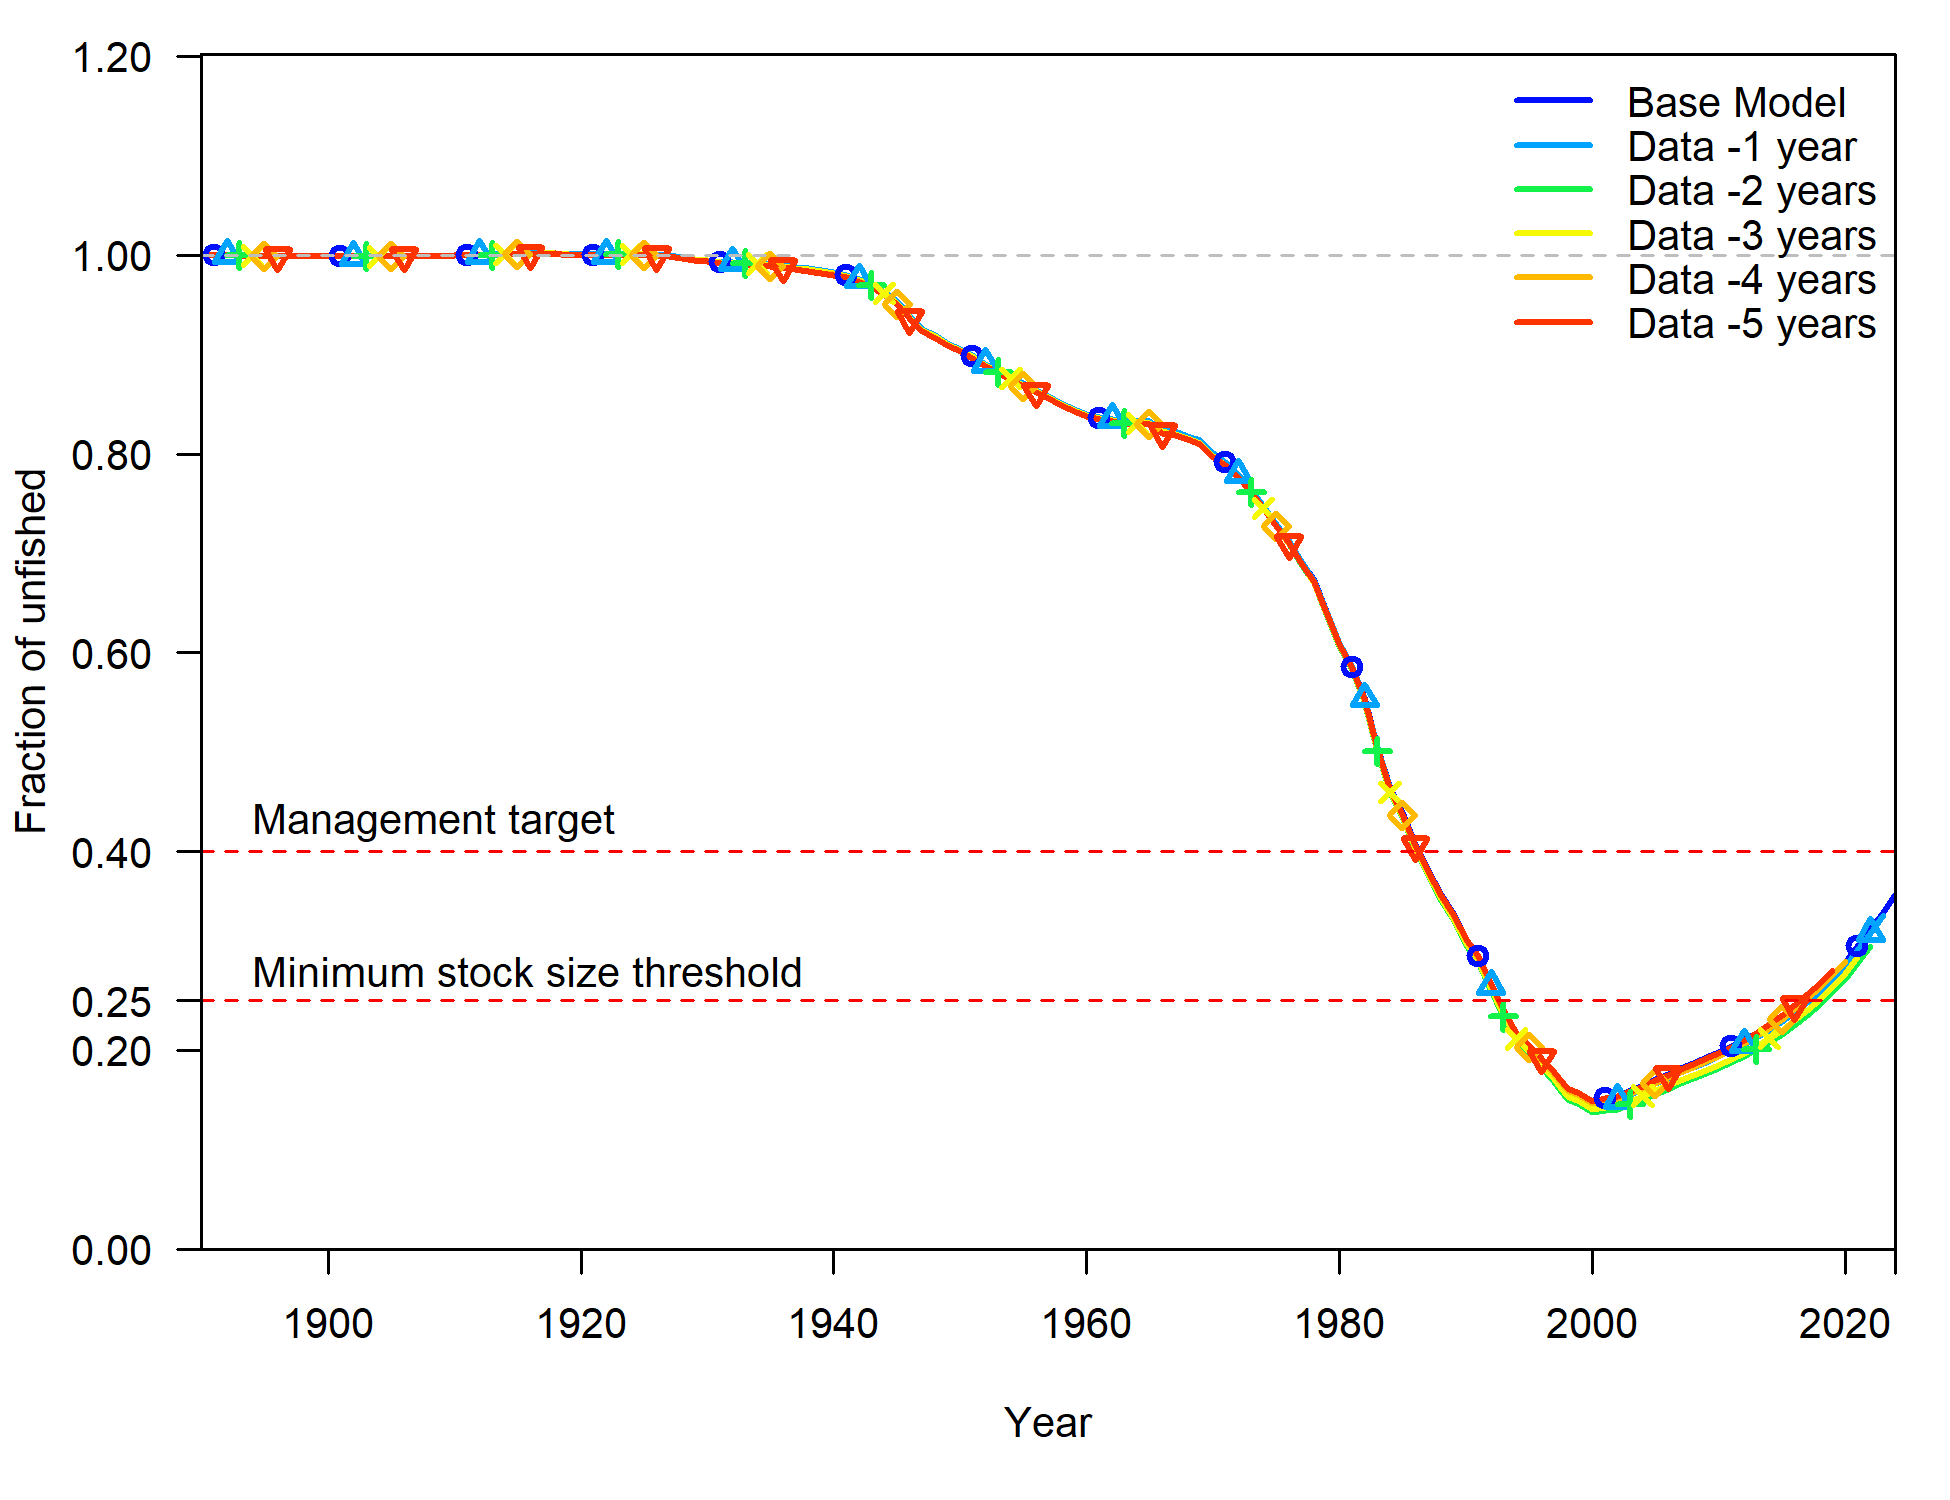 1.20
1.00
0.80
0.60
0.40
0.25
0.20
0.00
Fraction of unfished
Base Model
Data -1 year
Data -2 years
Data -3 years
Data -4 years
Data -5 years
Management target
Minimum stock size threshold
1900 1920 1940 1960 1980 2000 2020
Year